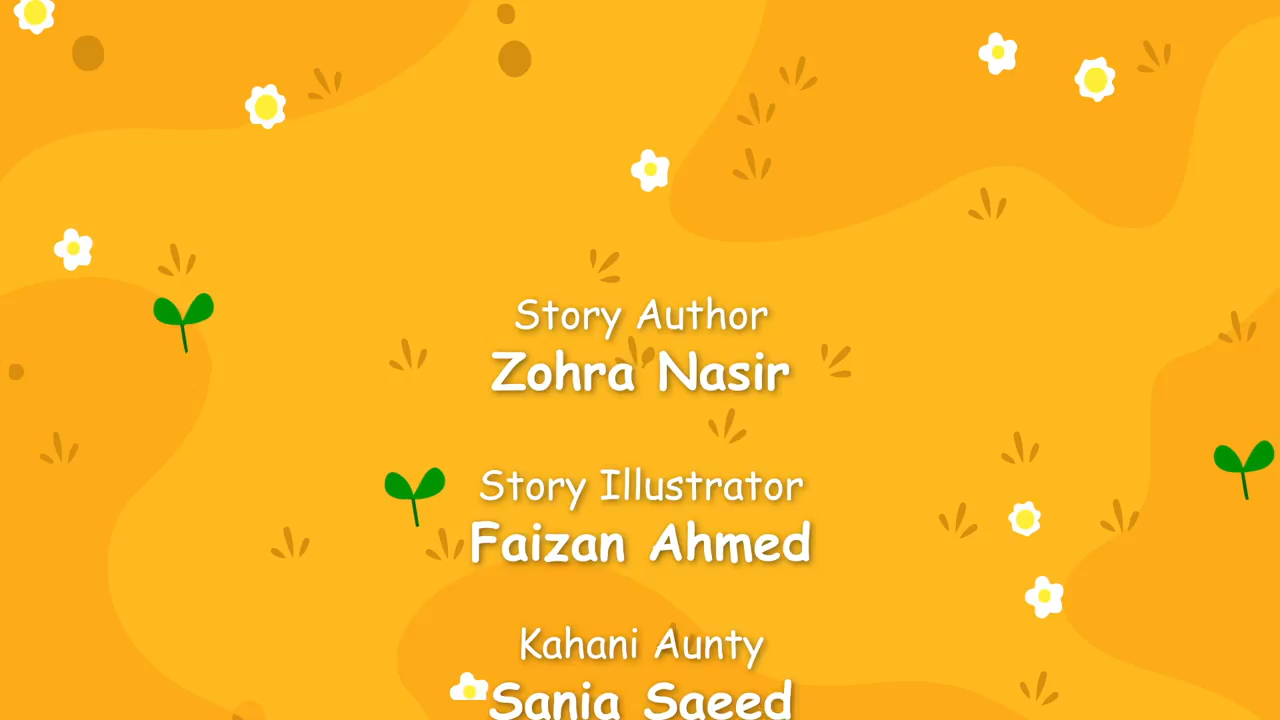 Story Author
Zohra Nasir
Story Illustrator
Faizan Ahmed
Kahani Aunty
Sania Saeed